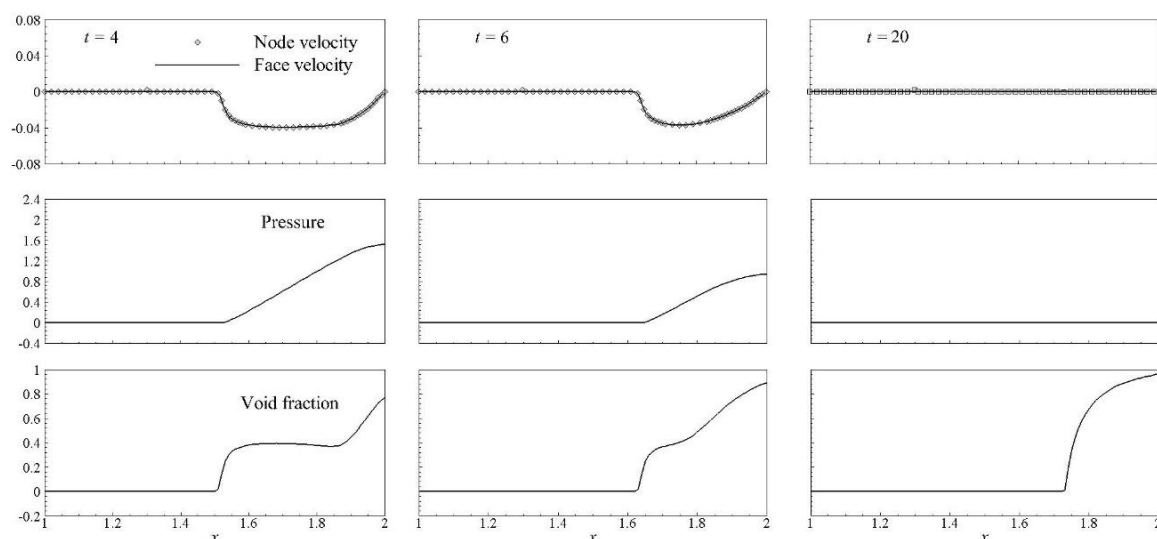 0.08
t = 4
t = 6
t = 20
Node velocity
0.04
Face velocity
0
-0.04
-0.08
2.4
2
Pressure
1.6
1.2
0.8
0.4
0
-0.4
1
0.8
Void fraction
0.6
0.4
0.2
0
-0.2
1 1.2 1.4 1.6 1.8 2
1 1.2 1.4 1.6 1.8 2
1 1.2 1.4 1.6 1.8 2
x
x
x